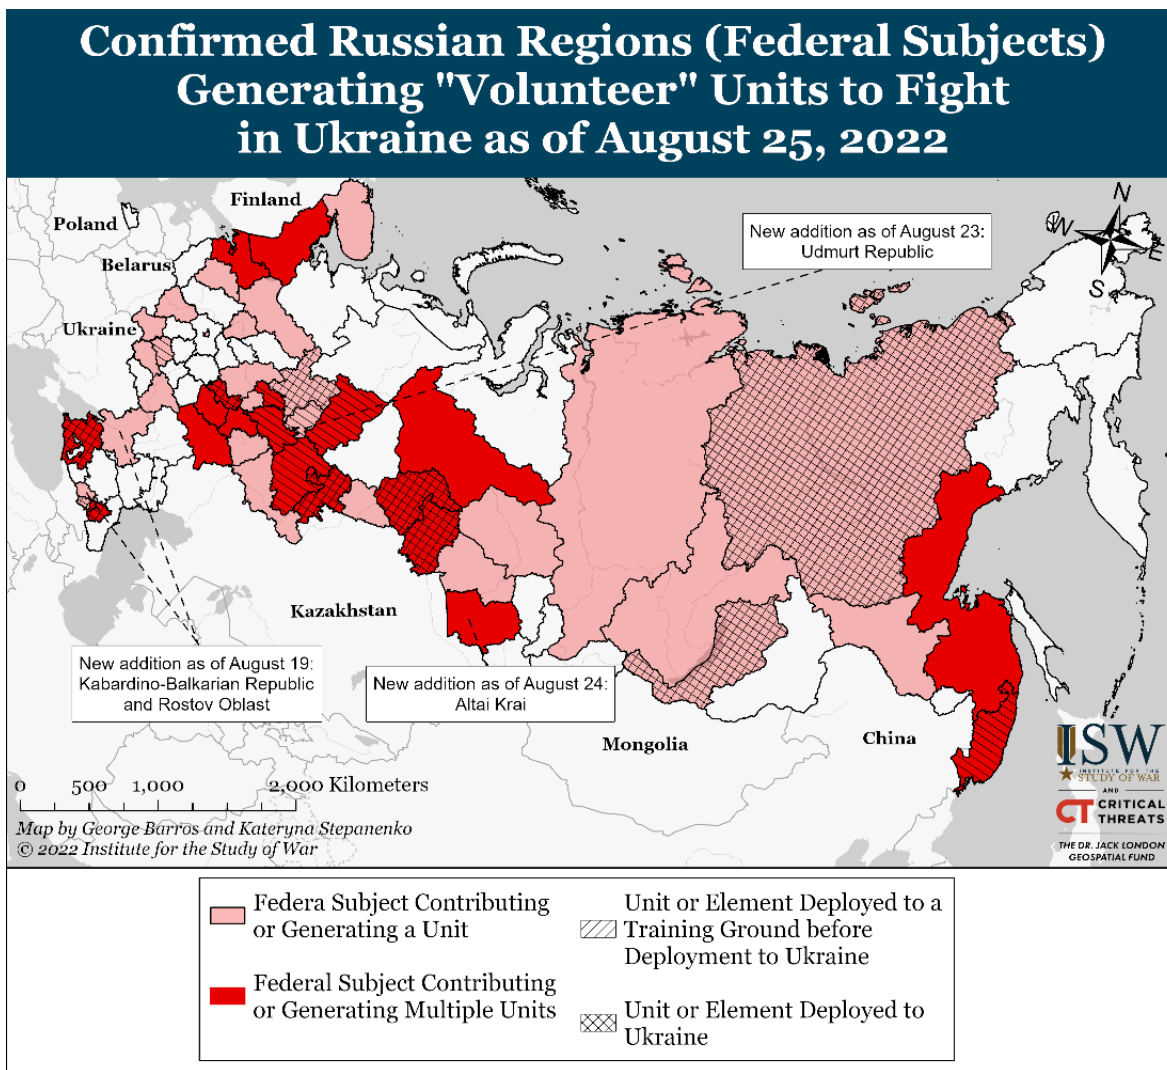 Confirmed Russian Regions (Federal Subjects)
Generating "Volunteer" Units to Fight
in Ukraine as of August 25, 2022
Finland
Poland
Belarus
Ukraine
N
W
E
S
New addition as of August 23:
Udmurt Republic
Kazakhstan
New addition as of August 19:
Kabardino-Balkarian Republic
and Rostov Oblast
New addition as of August 24:
Altai Krai
Mongolia
China
0 500 1,000 2,000 Kilometers
Map by George Barros and Kateryna Stepanenko
© 2022 Institute for the Study of War
ISW
INSTITUTE FOR THE
STUDY OF WAR
AND
CT CRITICAL
THREATS
THE DR. JACK LONDON
GEOSPATIAL FUND
Federa Subject Contributing
or Generating a Unit
Federal Subject Contributing
or Generating Multiple Units
Unit or Element Deployed to a
Training Ground before
Deployment to Ukraine
Unit or Element Deployed to
Ukraine